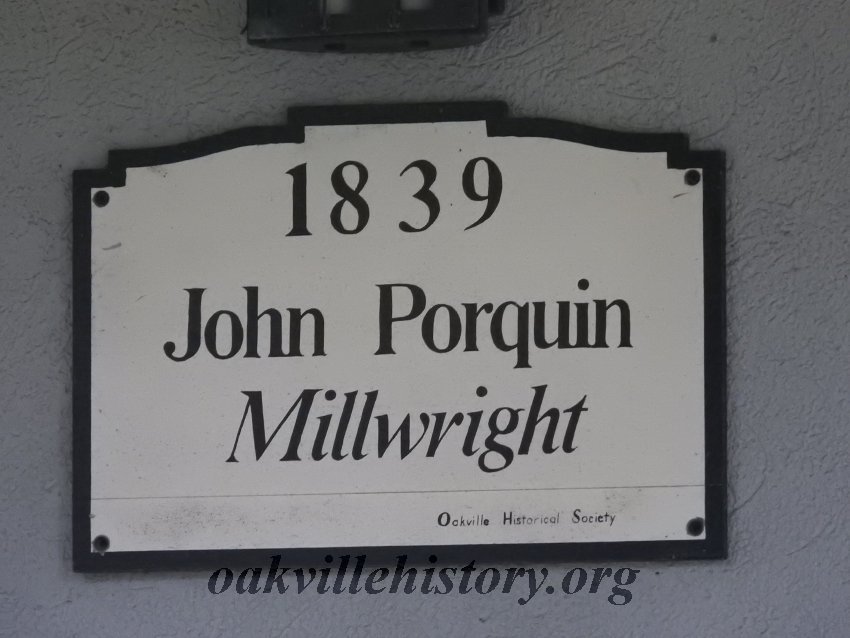 1839
John Porquin
Millwright
Oakville Historical Society
oakvillehistory.org